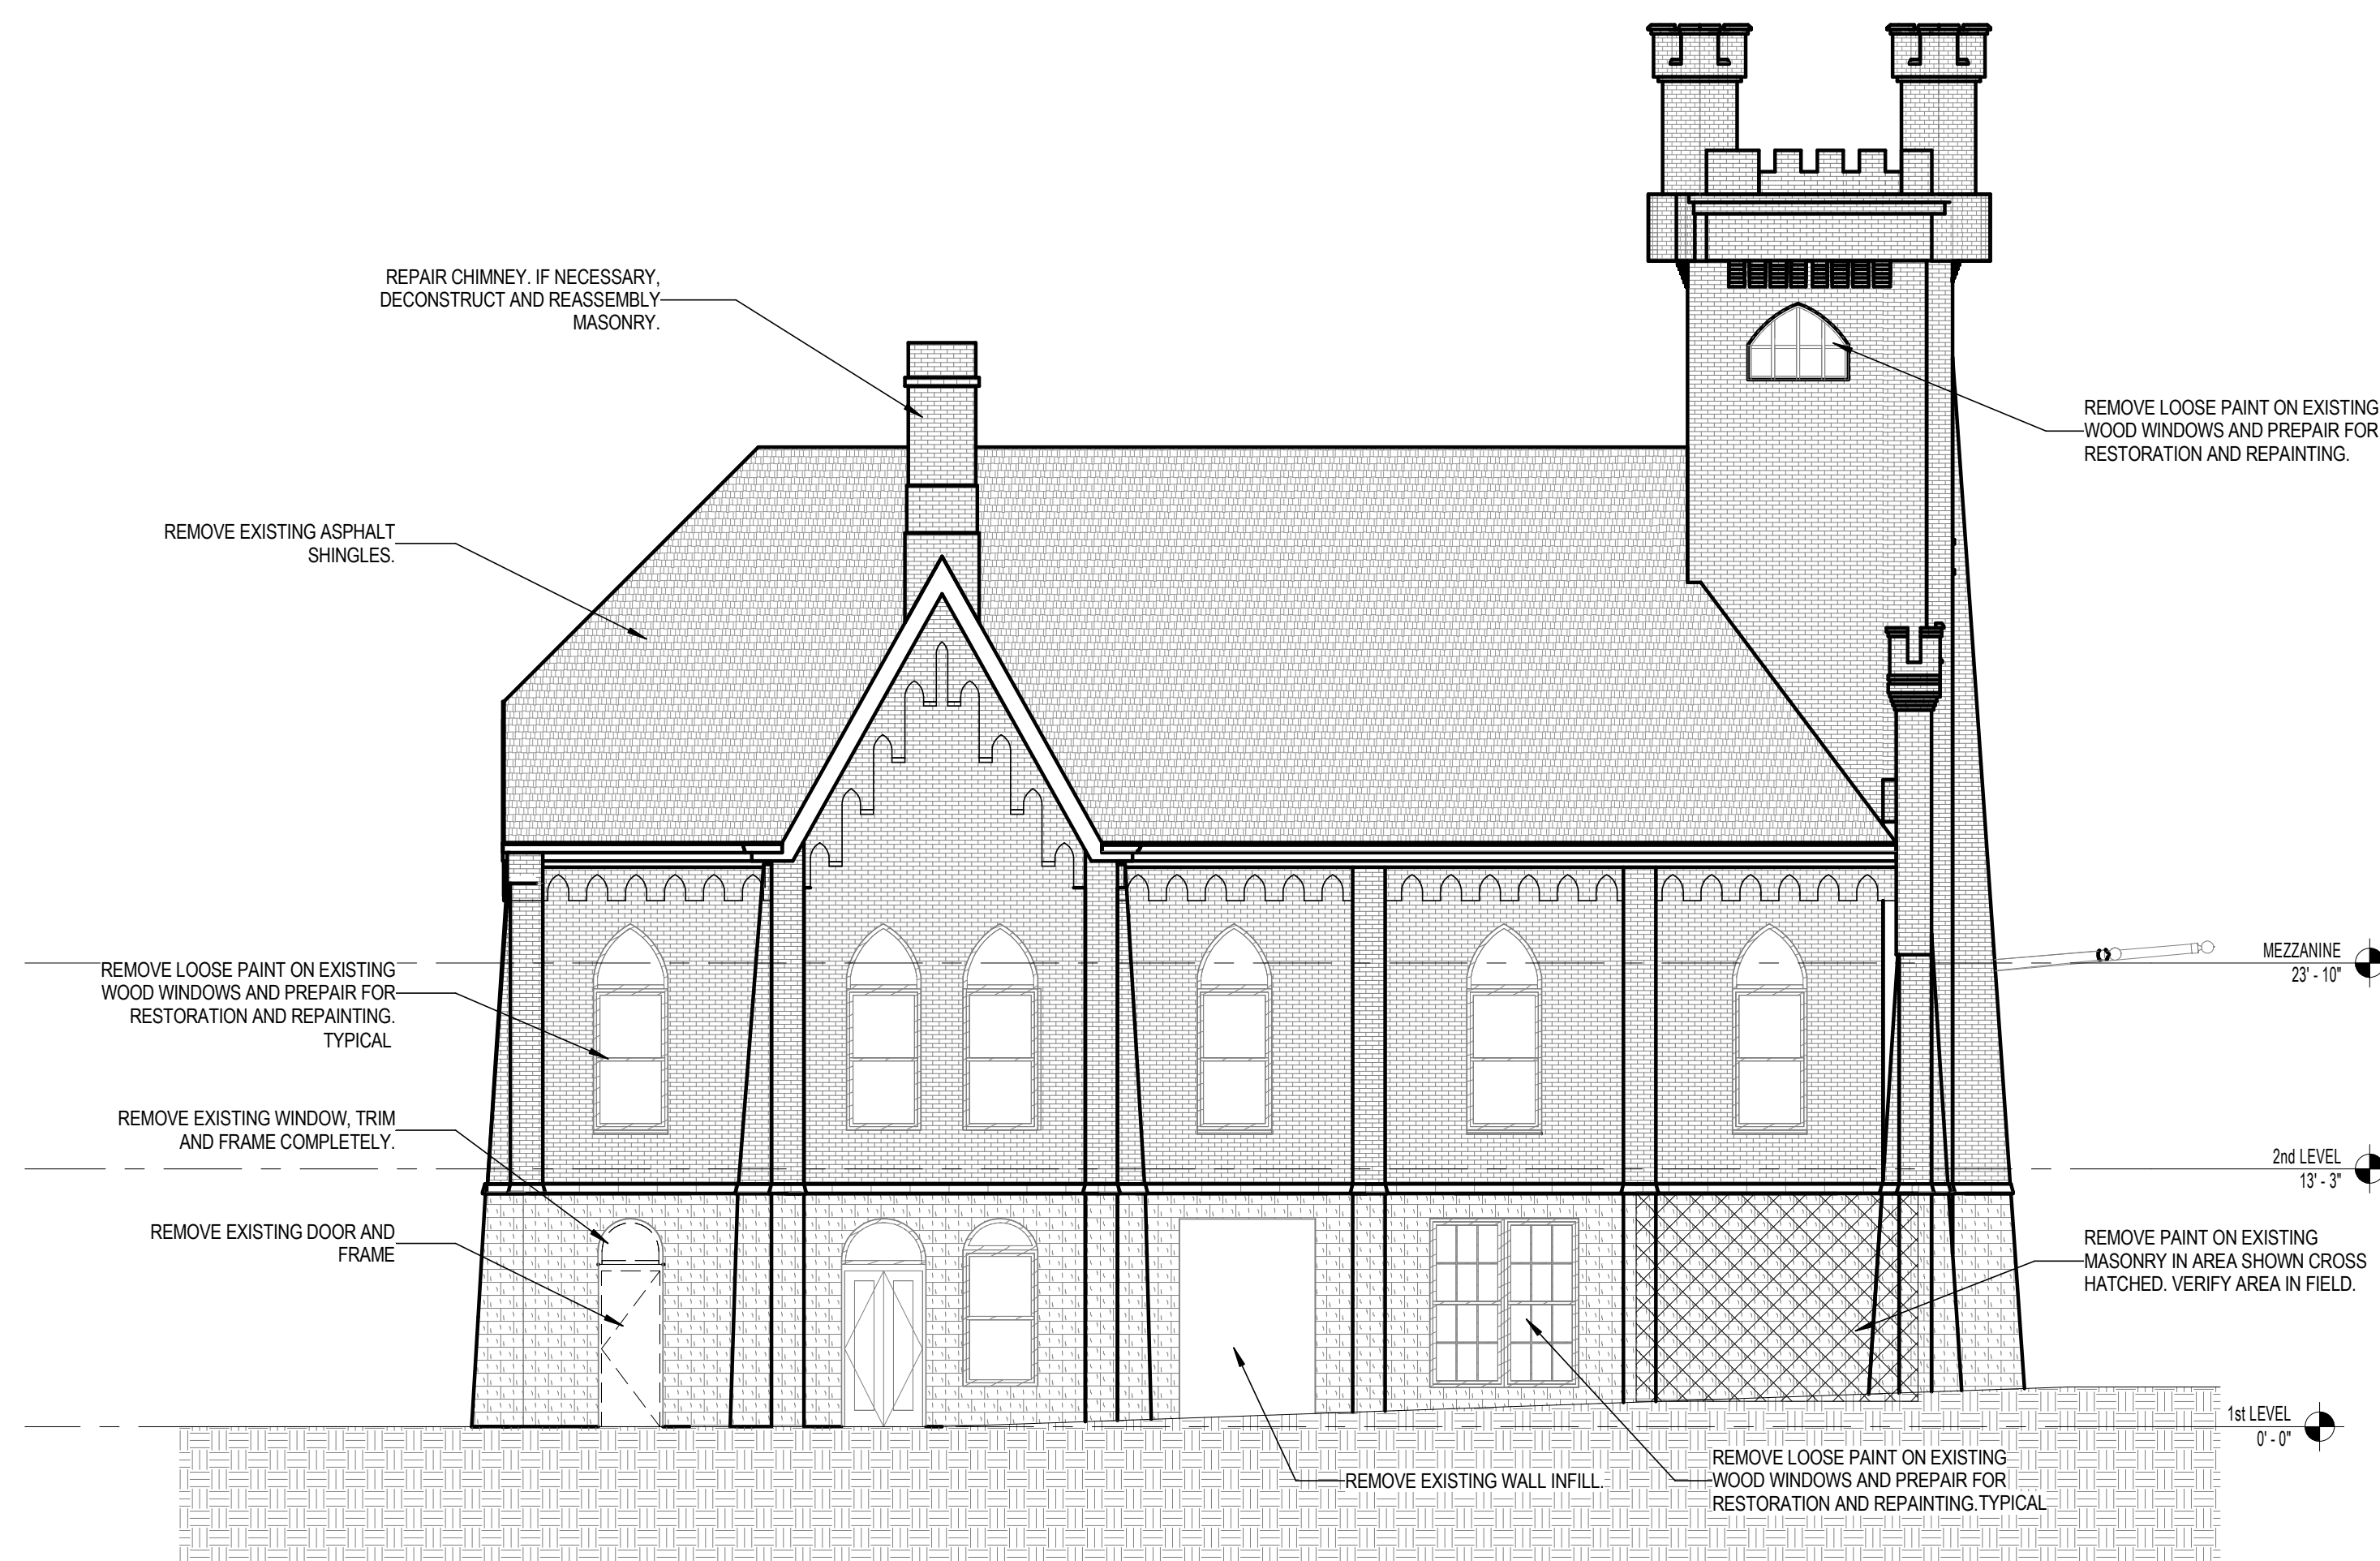 REPAIR CHIMNEY. IF NECESSARY,
DECONSTRUCT AND REASSEMBLY
MASONRY.
REMOVE LOOSE PAINT ON EXISTING
WOOD WINDOWS AND PREPAIR FOR
RESTORATION AND REPAINTING.
REMOVE EXISTING ASPHALT
SHINGLES.
MEZZANINE
23' - 10"
REMOVE LOOSE PAINT ON EXISTING
WOOD WINDOWS AND PREPAIR FOR
RESTORATION AND REPAINTING.
TYPICAL
REMOVE EXISTING WINDOW, TRIM
AND FRAME COMPLETELY.
2nd LEVEL
13' - 3"
REMOVE EXISTING DOOR AND
FRAME
REMOVE PAINT ON EXISTING
MASONRY IN AREA SHOWN CROSS
HATCHED. VERIFY AREA IN FIELD.
1st LEVEL
0' - 0"
REMOVE EXISTING WALL INFILL.
REMOVE LOOSE PAINT ON EXISTING
WOOD WINDOWS AND PREPAIR FOR
RESTORATION AND REPAINTING. TYPICAL